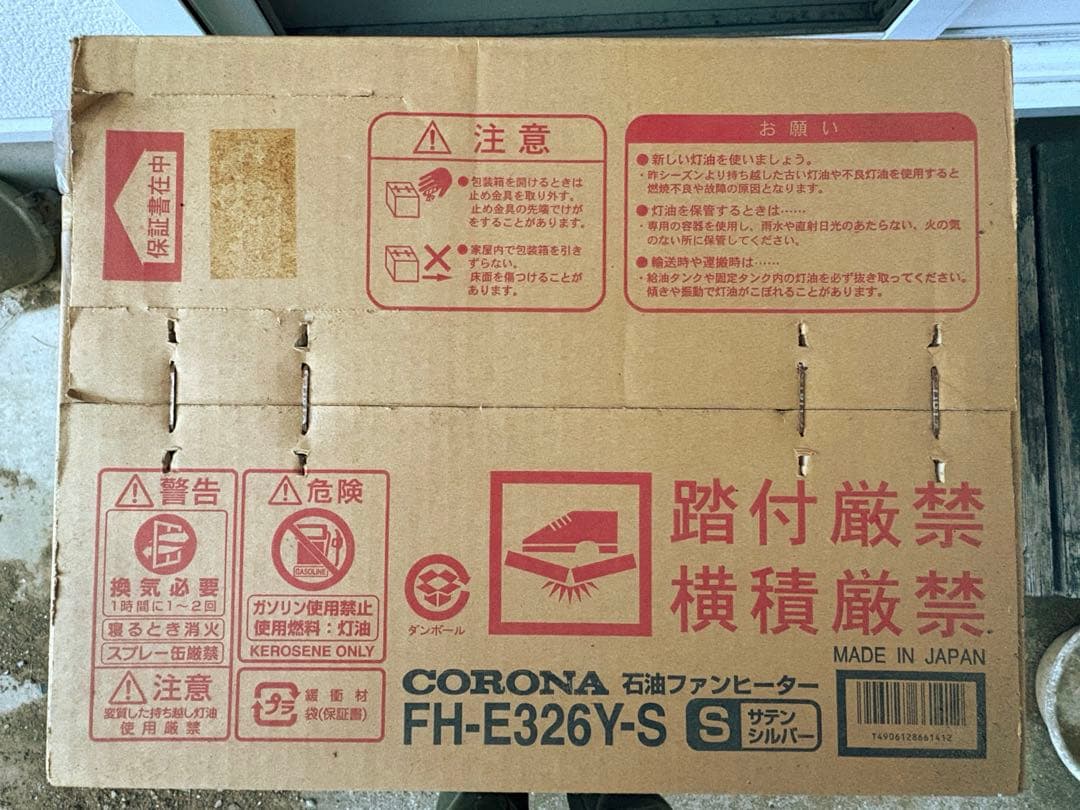 保証書在中
注意
●包装箱を開けるときは
止め金具を取り外す。
止め金具の先端でけが
をすることがあります。
●家屋内で包装箱を引き
ずらない。
床面を傷つけることが
あります。
お願い
●新しい灯油を使いましょう。
・昨シーズンより持ち越した古い灯油や不良灯油を使用すると
燃焼不良や故障の原因となります。
●灯油を保管するときは……
・専用の容器を使用し、雨水や直射日光のあたらない、火の気
のない所に保管してください。
●輸送時や運搬時は……
・給油タンクや固定タンク内の灯油を必ず抜き取ってください。
傾きや振動で灯油がこぼれることがあります。
警告
換気必要
1時間に1～2回
寝るとき消火
スプレー缶厳禁
注意
変質した持ち越し灯油
使用厳禁
危険
GASOLINE
ガソリン使用禁止
使用燃料：灯油
KEROSENE ONLY
プラ
緩衝材
袋(保証書)
ダンボール
踏付厳禁
横積厳禁
MADE IN JAPAN
CORONA 石油ファンヒーター
FH-E326Y-S
S サテン
シルバー
T4906128661412